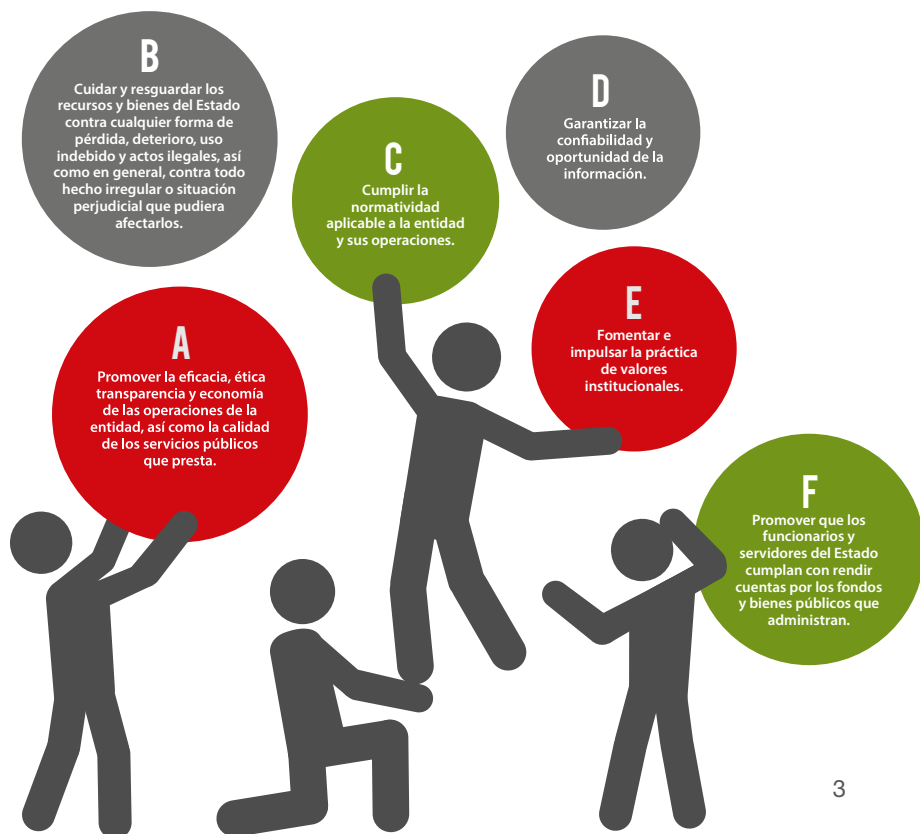 A
Promover la eficacia, ética
transparencia y economía
de las operaciones de la
entidad, así como la calidad
de los servicios públicos
que presta.
B
Cuidar y resguardar los
recursos y bienes del Estado
contra cualquier forma de
pérdida, deterioro, uso
indebido y actos ilegales, así
como en general, contra todo
hecho irregular o situación
perjudicial que pudiera
afectarlos.
C
Cumplir la
normatividad
aplicable a la entidad
y sus operaciones.
D
Garantizar la
confiabilidad y
oportunidad de la
información.
E
Fomentar e
impulsar la práctica
de valores
institucionales.
F
Promover que los
funcionarios y
servidores del Estado
cumplan con rendir
cuentas por los fondos
y bienes públicos que
administran.
3